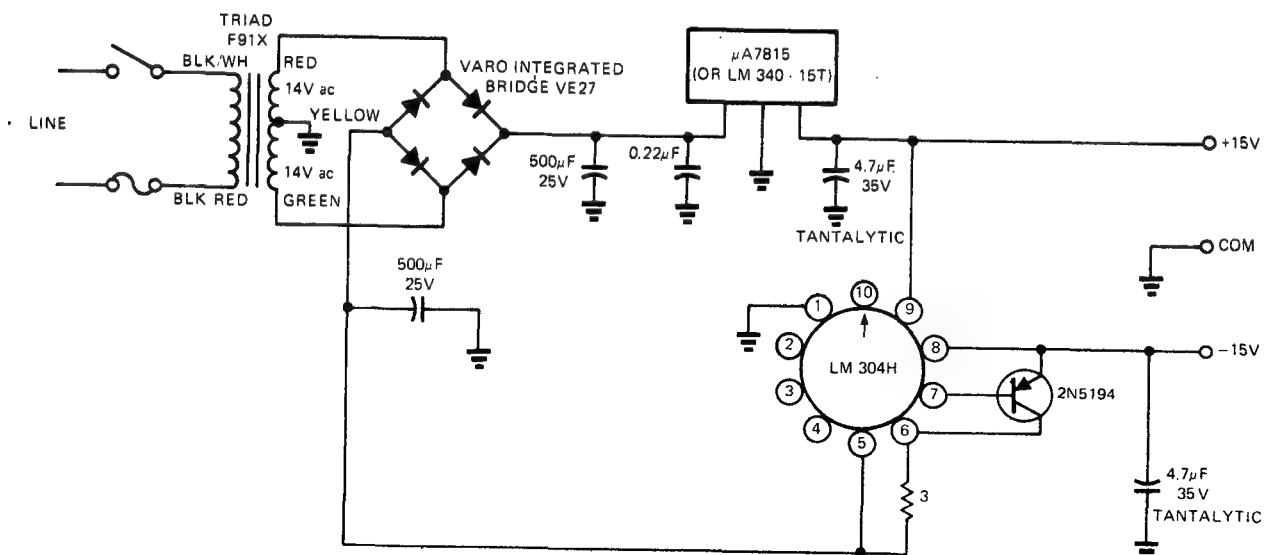 TRIAD
F91X
BLK/WH
RED
14V ac
YELLOW
LINE
14V ac
BLK RED
GREEN
VARO INTEGRATED
BRIDGE VE27
µA7815
(OR LM 340 - 15T)
500µF
25V
0.22µF
4.7µF
35V
TANTALYTIC
+15V
COM
-15V
500µF
25V
1
2
3
4
5
6
7
8
9
10
LM 304H
2N5194
3
4.7µF
35V
TANTALYTIC